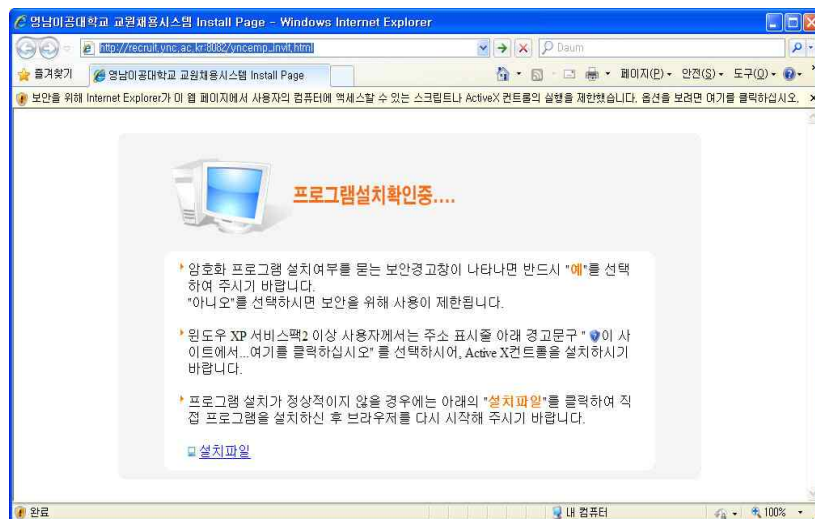 영남이공대학교 교원채용시스템 Install Page - Windows Internet Explorer
http://recruit.ync.ac.kr:8082/yncemp_invit.html
Daum
즐겨찾기
영남이공대학교 교원채용시스템 Install Page
페이지(P) 안전(S) 도구(O)
보안을 위해 Internet Explorer가 이 웹 페이지에서 사용자의 컴퓨터에 액세스할 수 있는 스크립트나 ActiveX 컨트롤의 실행을 제한했습니다. 옵션을 보려면 여기를 클릭하십시오.
프로그램설치확인중....
암호화 프로그램 설치여부를 묻는 보안경고창이 나타나면 반드시 "예"를 선택
하여 주시기 바랍니다.
"아니오"를 선택하시면 보안을 위해 사용이 제한됩니다.
윈도우 XP 서비스팩2 이상 사용자께서는 주소 표시줄 아래 경고문구 " 이 사
이트에서...여기를 클릭하십시오" 를 선택하시어, Active X컨트롤을 설치하시기
바랍니다.
프로그램 설치가 정상적이지 않을 경우에는 아래의 "설치파일"를 클릭하여 직
접 프로그램을 설치하신 후 브라우저를 다시 시작해 주시기 바랍니다.
설치파일
완료
내 컴퓨터
100%